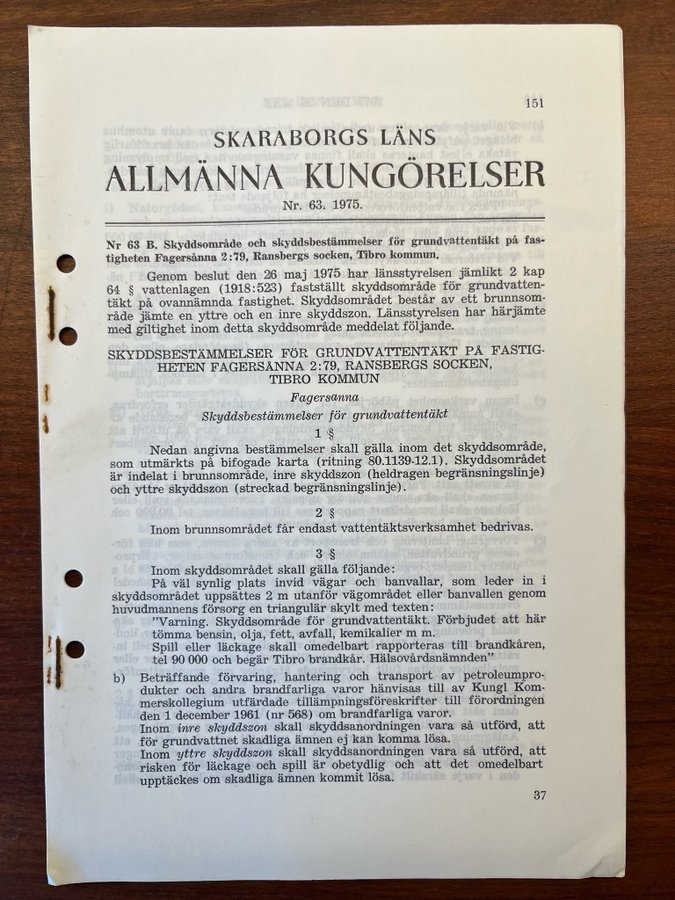 151
SKARABORGS LÄNS
ALLMÄNNA KUNGÖRELSER
Nr. 63. 1975.
Nr 63 B. Skyddsområde och skyddsbestämmelser för grundvattentäkt på fas-
tigheten Fagersånna 2:79, Ransbergs socken, Tibro kommun.
Genom beslut den 26 maj 1975 har länsstyrelsen jämlikt 2 kap
64 § vattenlagen (1918:523) fastställt skyddsområde för grundvatten-
täkt på ovannämnda fastighet. Skyddsområdet består av ett brunnsom-
råde jämte en yttre och en inre skyddszon. Länsstyrelsen har härjämte
med giltighet inom detta skyddsområde meddelat följande.
SKYDDSBESTÄMMELSER FÖR GRUNDVATTENTÄKT PÅ FASTIG-
HETEN FAGERSÅNNA 2:79, RANSBERGS SOCKEN,
TIBRO KOMMUN
Fagersanna
Skyddsbestämmelser för grundvattentäkt
1 §
Nedan angivna bestämmelser skall gälla inom det skyddsområde,
som utmärkts på bifogade karta (ritning 80.1139-12.1). Skyddsområdet
är indelat i brunnsområde, inre skyddszon (heldragen begränsningslinje)
och yttre skyddszon (streckad begränsningslinje).
2 §
Inom brunnsområdet får endast vattentäktsverksamhet bedrivas.
3 §
Inom skyddsområdet skall gälla följande:
På väl synlig plats invid vägar och banvallar, som leder in i
skyddsområdet uppsättes 2 m utanför vägområdet eller banvallen genom
huvudmannens försorg en triangulär skylt med texten:
"Varning. Skyddsområde för grundvattentäkt. Förbjudet att här
tömma bensin, olja, fett, avfall, kemikalier m m.
Spill eller läckage skall omedelbart rapporteras till brandkåren,
tel 90 000 och begär Tibro brandkår. Hälsovårdsnämnden"
b) Beträffande förvaring, hantering och transport av petroleumpro-
dukter och andra brandfarliga varor hänvisas till av Kungl Kom-
merskollegium utfärdade tillämpningsföreskrifter till förordningen
den 1 december 1961 (nr 568) om brandfarliga varor.
Inom inre skyddszon skall skyddsanordningen vara så utförd, att
för grundvattnet skadliga ämnen ej kan komma lösa.
Inom yttre skyddszon skall skyddsanordningen vara så utförd, att
risken för läckage och spill är obetydlig och att det omedelbart
upptäckes om skadliga ämnen kommit lösa.
37